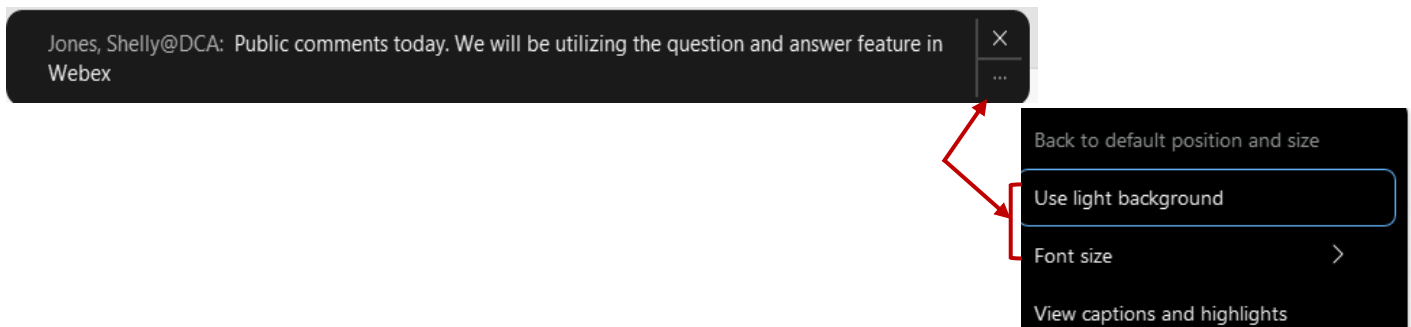 Jones, Shelly@DCA: Public comments today. We will be utilizing the question and answer feature in
Webex
Back to default position and size
Use light background
Font size
View captions and highlights